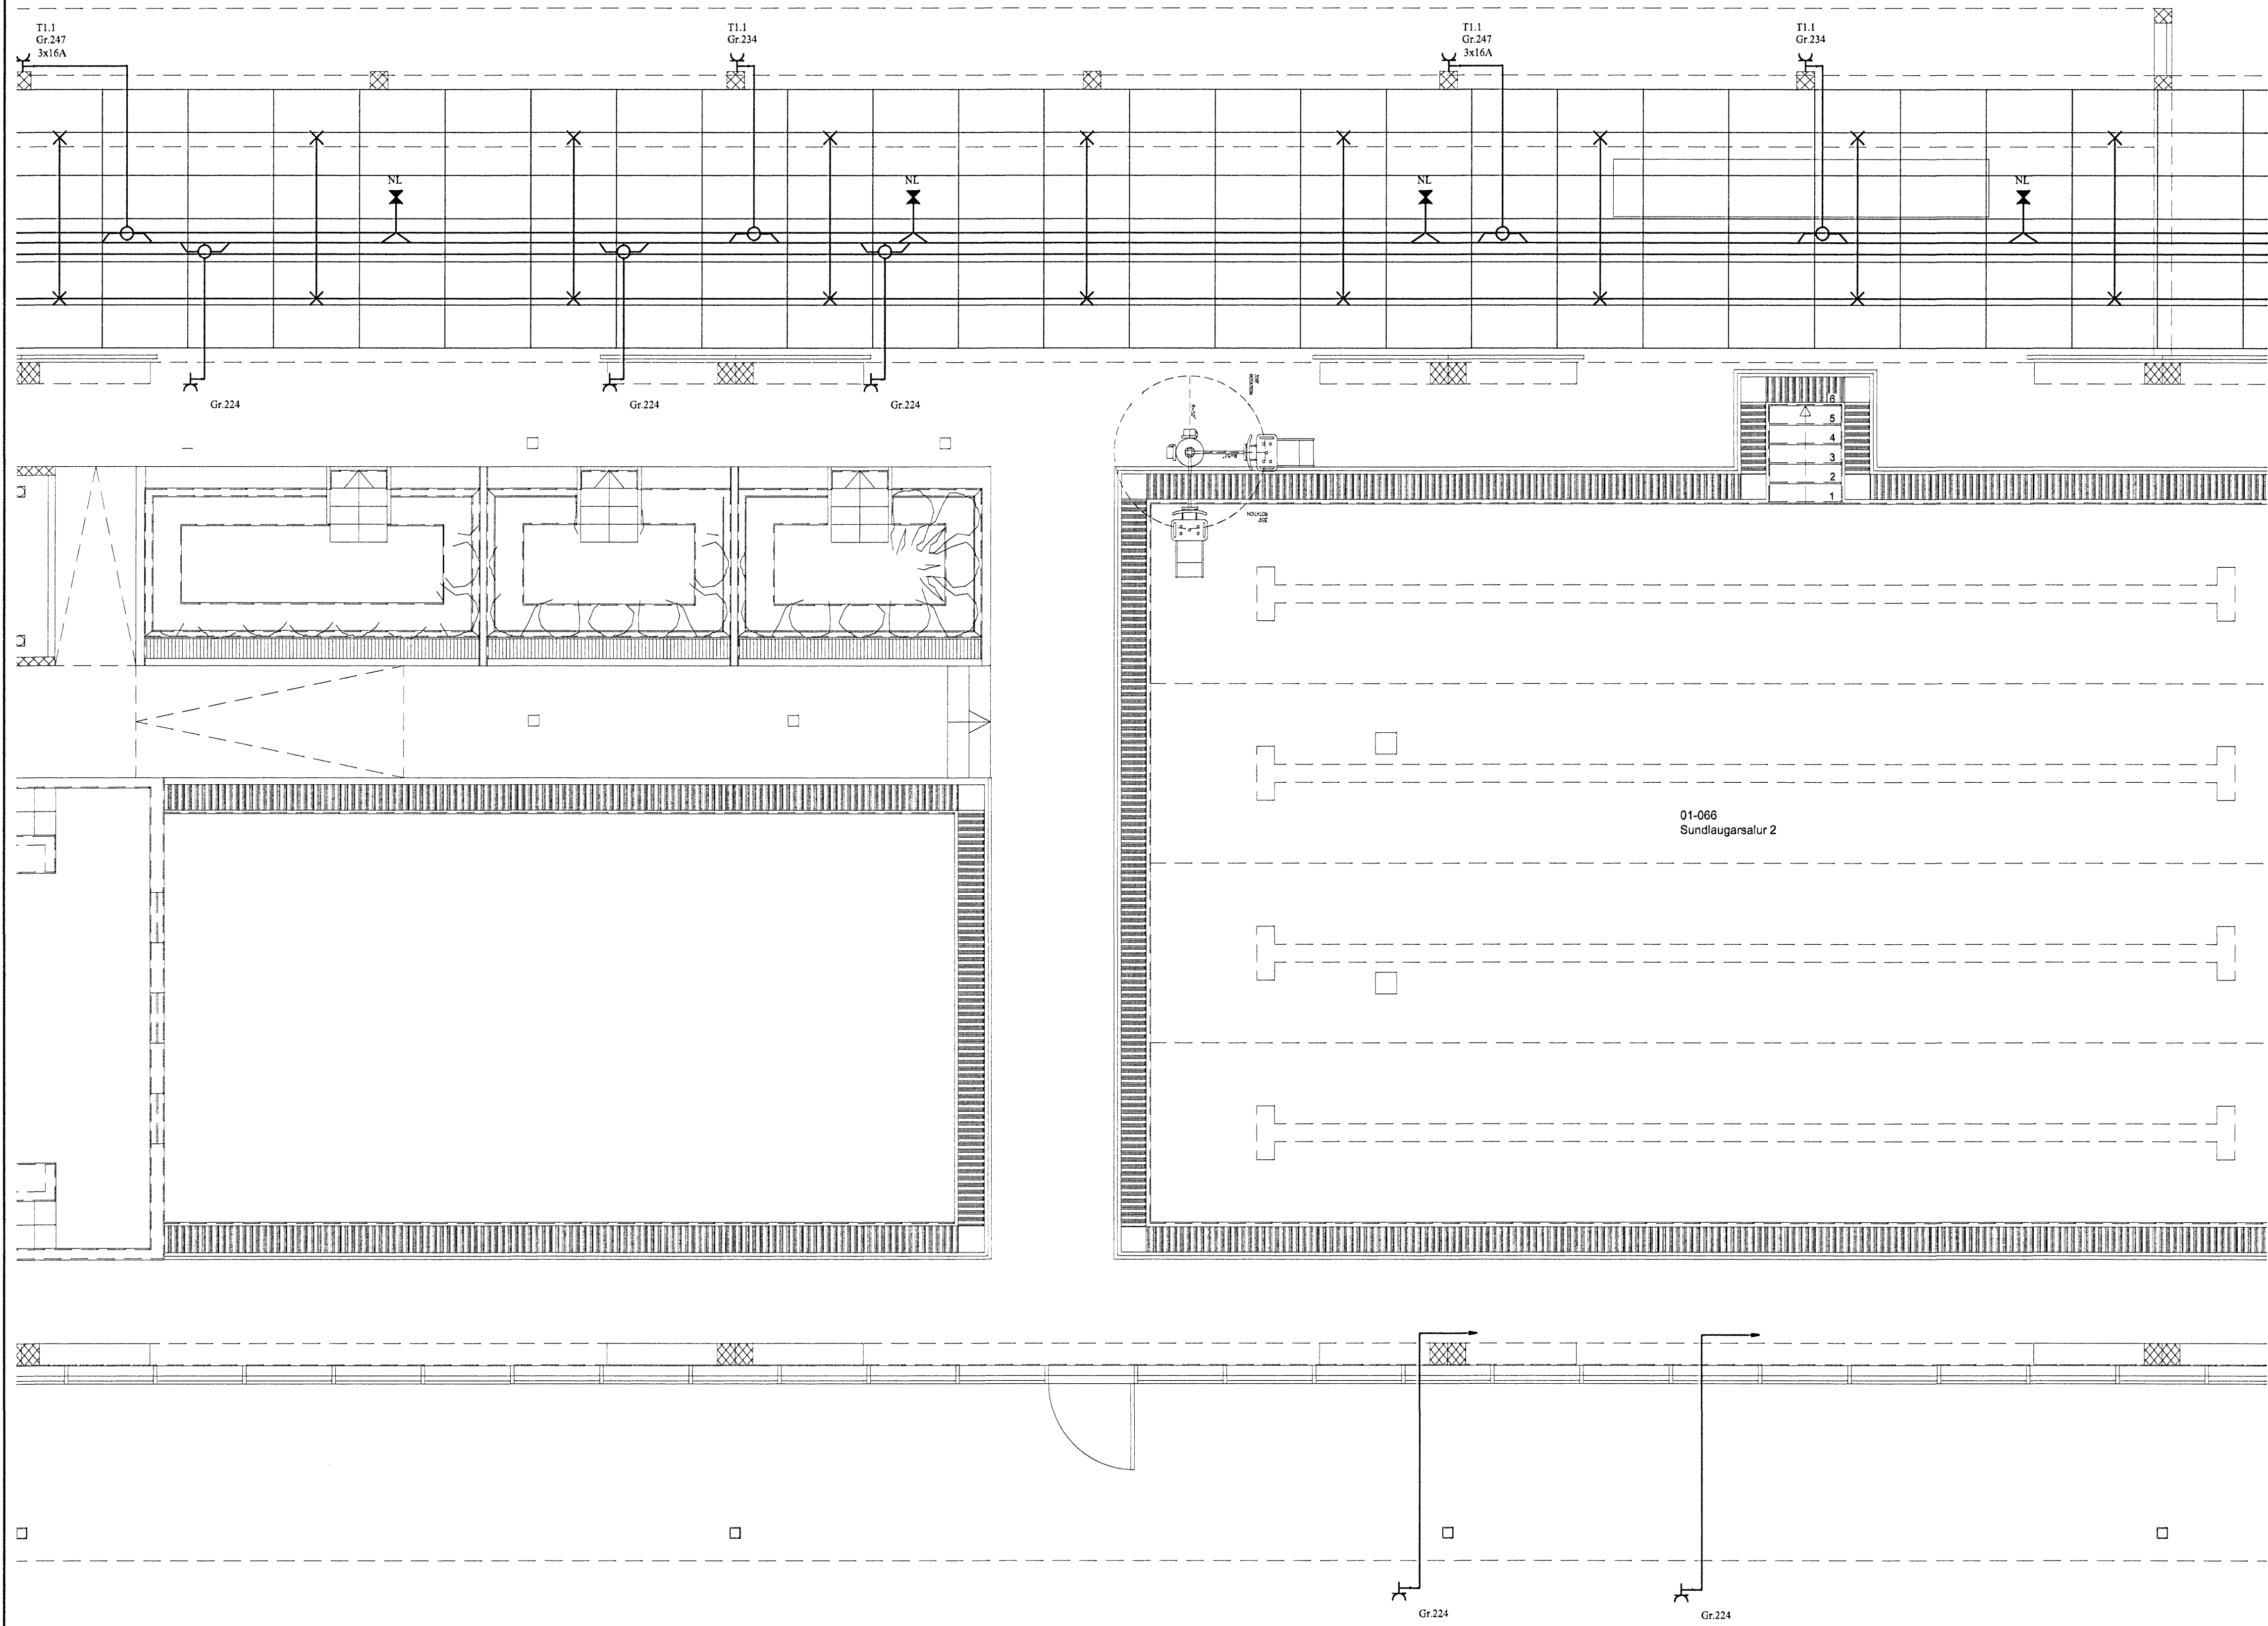 T1.1
Gr.247
3x16A
T1.1
Gr.234
T1.1
Gr.247
3x16A
T1.1
Gr.234
NL
NL
NL
NL
Gr.224
Gr.224
Gr.224
ROTATION
6
5
4
3
2
1
ROTATION
01-066
Sundlaugarsalur 2
Gr.224
Gr.224